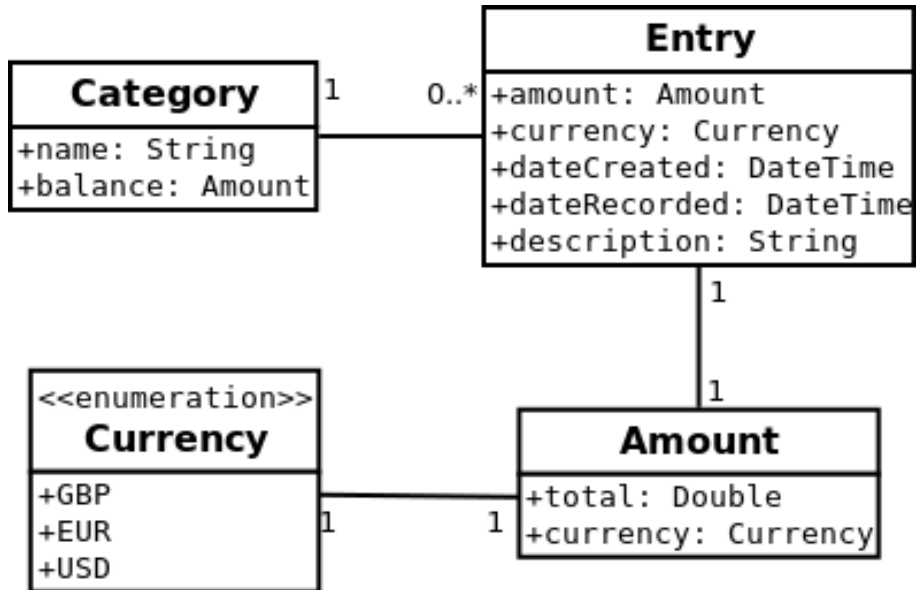 Category
+name: String
+balance: Amount
1
0..*
Entry
+amount: Amount
+currency: Currency
+dateCreated: DateTime
+dateRecorded: DateTime
+description: String
1
1
<<enumeration>>
Currency
+GBP
+EUR
+USD
1
1
Amount
+total: Double
+currency: Currency